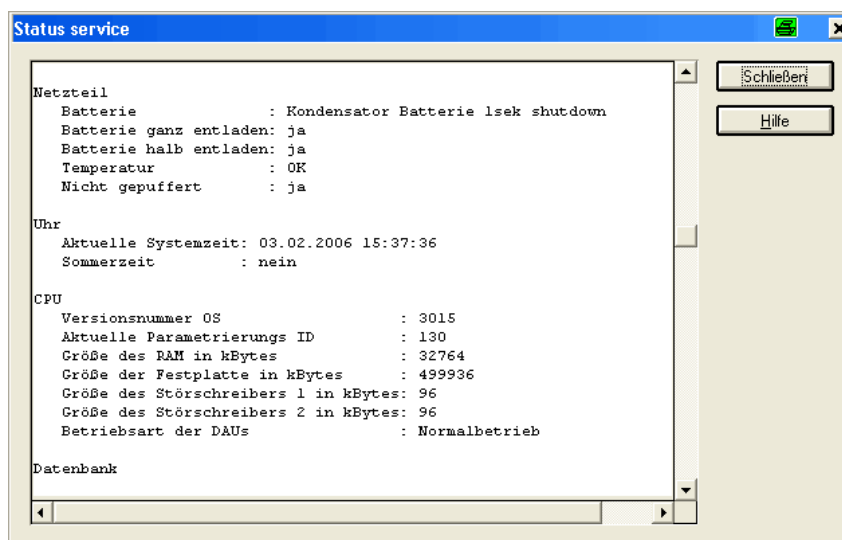 Status service
Schließen
Hilfe
Netzteil
Batterie : Kondensator Batterie 1sek shutdown
Batterie ganz entladen: ja
Batterie halb entladen: ja
Temperatur : OK
Nicht gepuffert : ja
Uhr
Aktuelle Systemzeit: 03.02.2006 15:37:36
Sommerzeit : nein
CPU
Versionsnummer OS : 3015
Aktuelle Parametrierungs ID : 130
Größe des RAM in kBytes : 32764
Größe der Festplatte in kBytes : 499936
Größe des Störschreibers 1 in kBytes: 96
Größe des Störschreibers 2 in kBytes: 96
Betriebsart der DAUs : Normalbetrieb
Datenbank